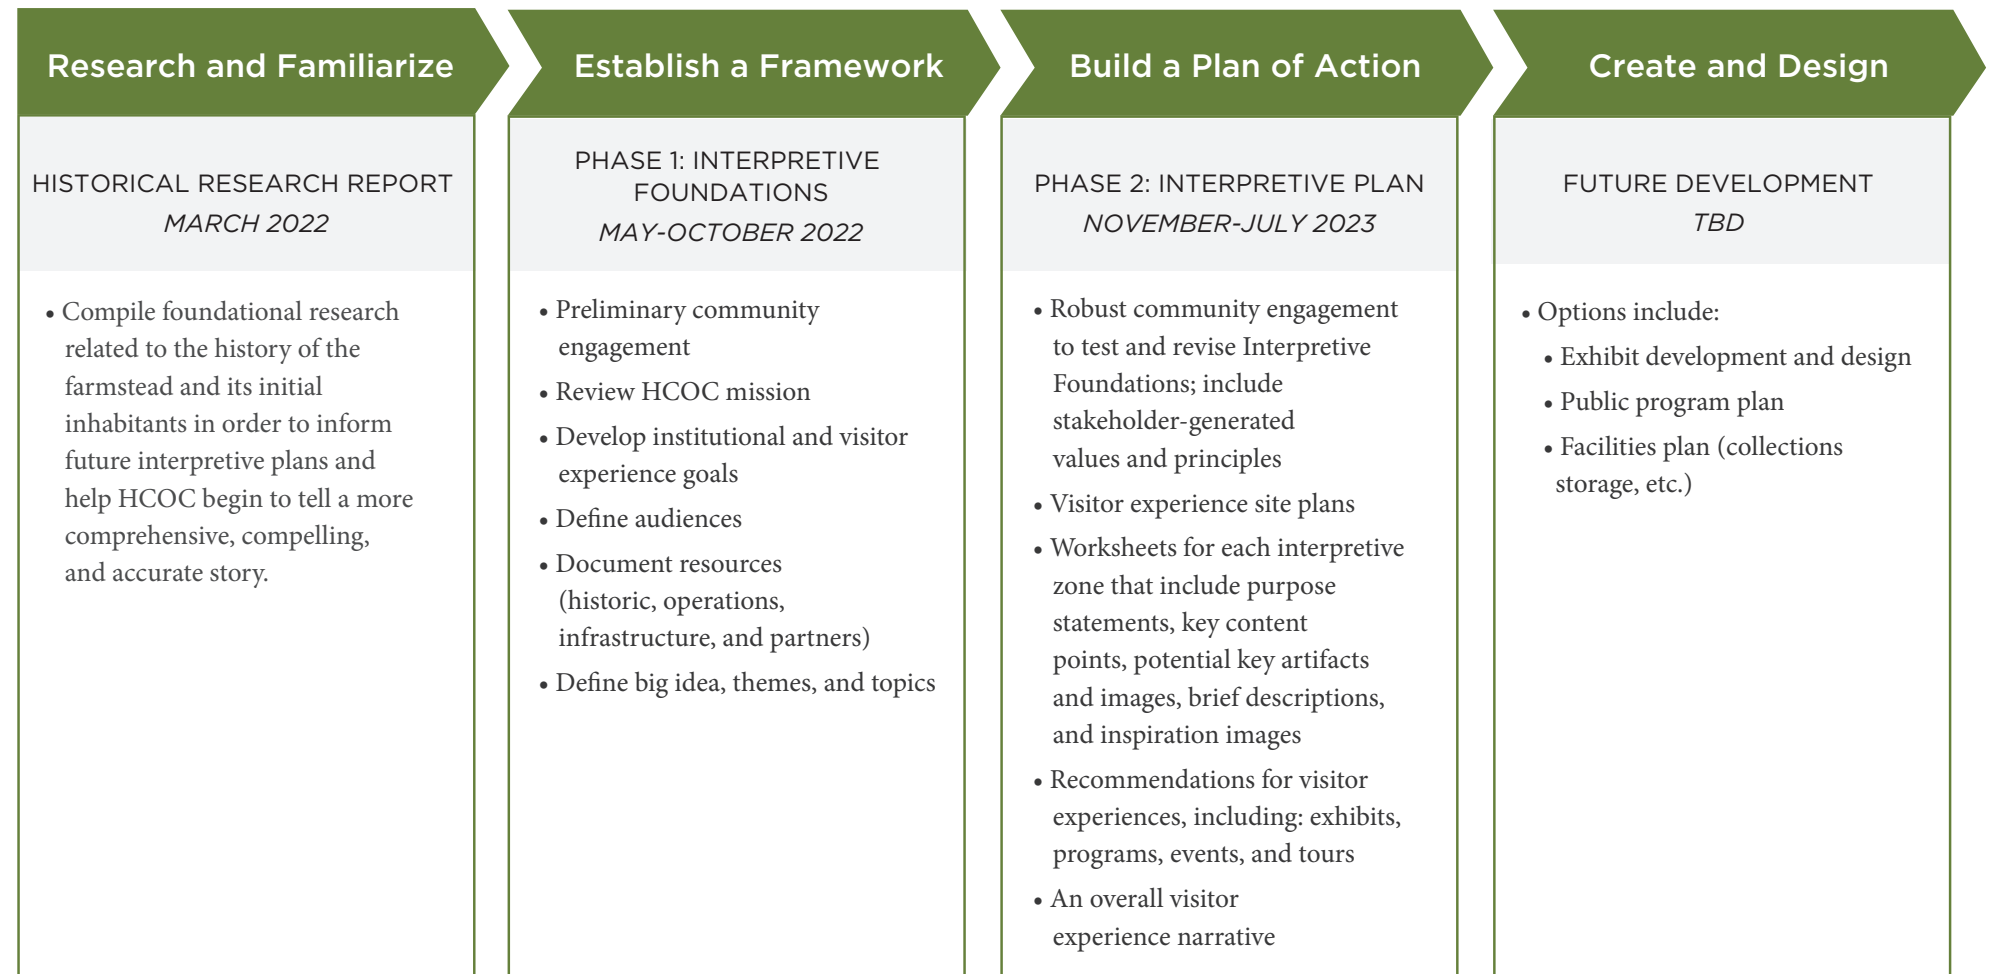 Research and Familiarize
HISTORICAL RESEARCH REPORT
MARCH 2022
• Compile foundational research
related to the history of the
farmstead and its initial
inhabitants in order to inform
future interpretive plans and
help HCOC begin to tell a more
comprehensive, compelling,
and accurate story.
Establish a Framework
PHASE 1: INTERPRETIVE
FOUNDATIONS
MAY-OCTOBER 2022
• Preliminary community
engagement
• Review HCOC mission
• Develop institutional and visitor
experience goals
• Define audiences
• Document resources
(historic, operations,
infrastructure, and partners)
• Define big idea, themes, and topics
Build a Plan of Action
PHASE 2: INTERPRETIVE PLAN
NOVEMBER-JULY 2023
• Robust community engagement
to test and revise Interpretive
Foundations; include
stakeholder-generated
values and principles
• Visitor experience site plans
• Worksheets for each interpretive
zone that include purpose
statements, key content
points, potential key artifacts
and images, brief descriptions,
and inspiration images
• Recommendations for visitor
experiences, including: exhibits,
programs, events, and tours
• An overall visitor
experience narrative
Create and Design
FUTURE DEVELOPMENT
TBD
• Options include:
• Exhibit development and design
• Public program plan
• Facilities plan (collections
storage, etc.)